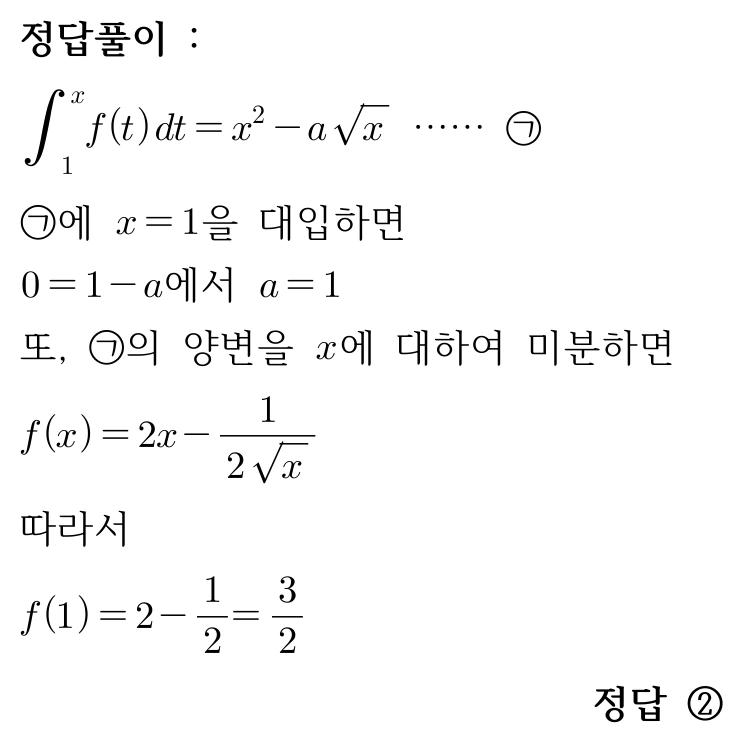 정답풀이 :
∫₁ˣ f(t)dt = x² − a√x ⋯⋯ ㉠
㉠에 x = 1을 대입하면
0 = 1 − a에서 a = 1
또, ㉠의 양변을 x에 대하여 미분하면
f(x) = 2x − 1/(2√x)
따라서
f(1) = 2 − 1/2 = 3/2
정답 ②